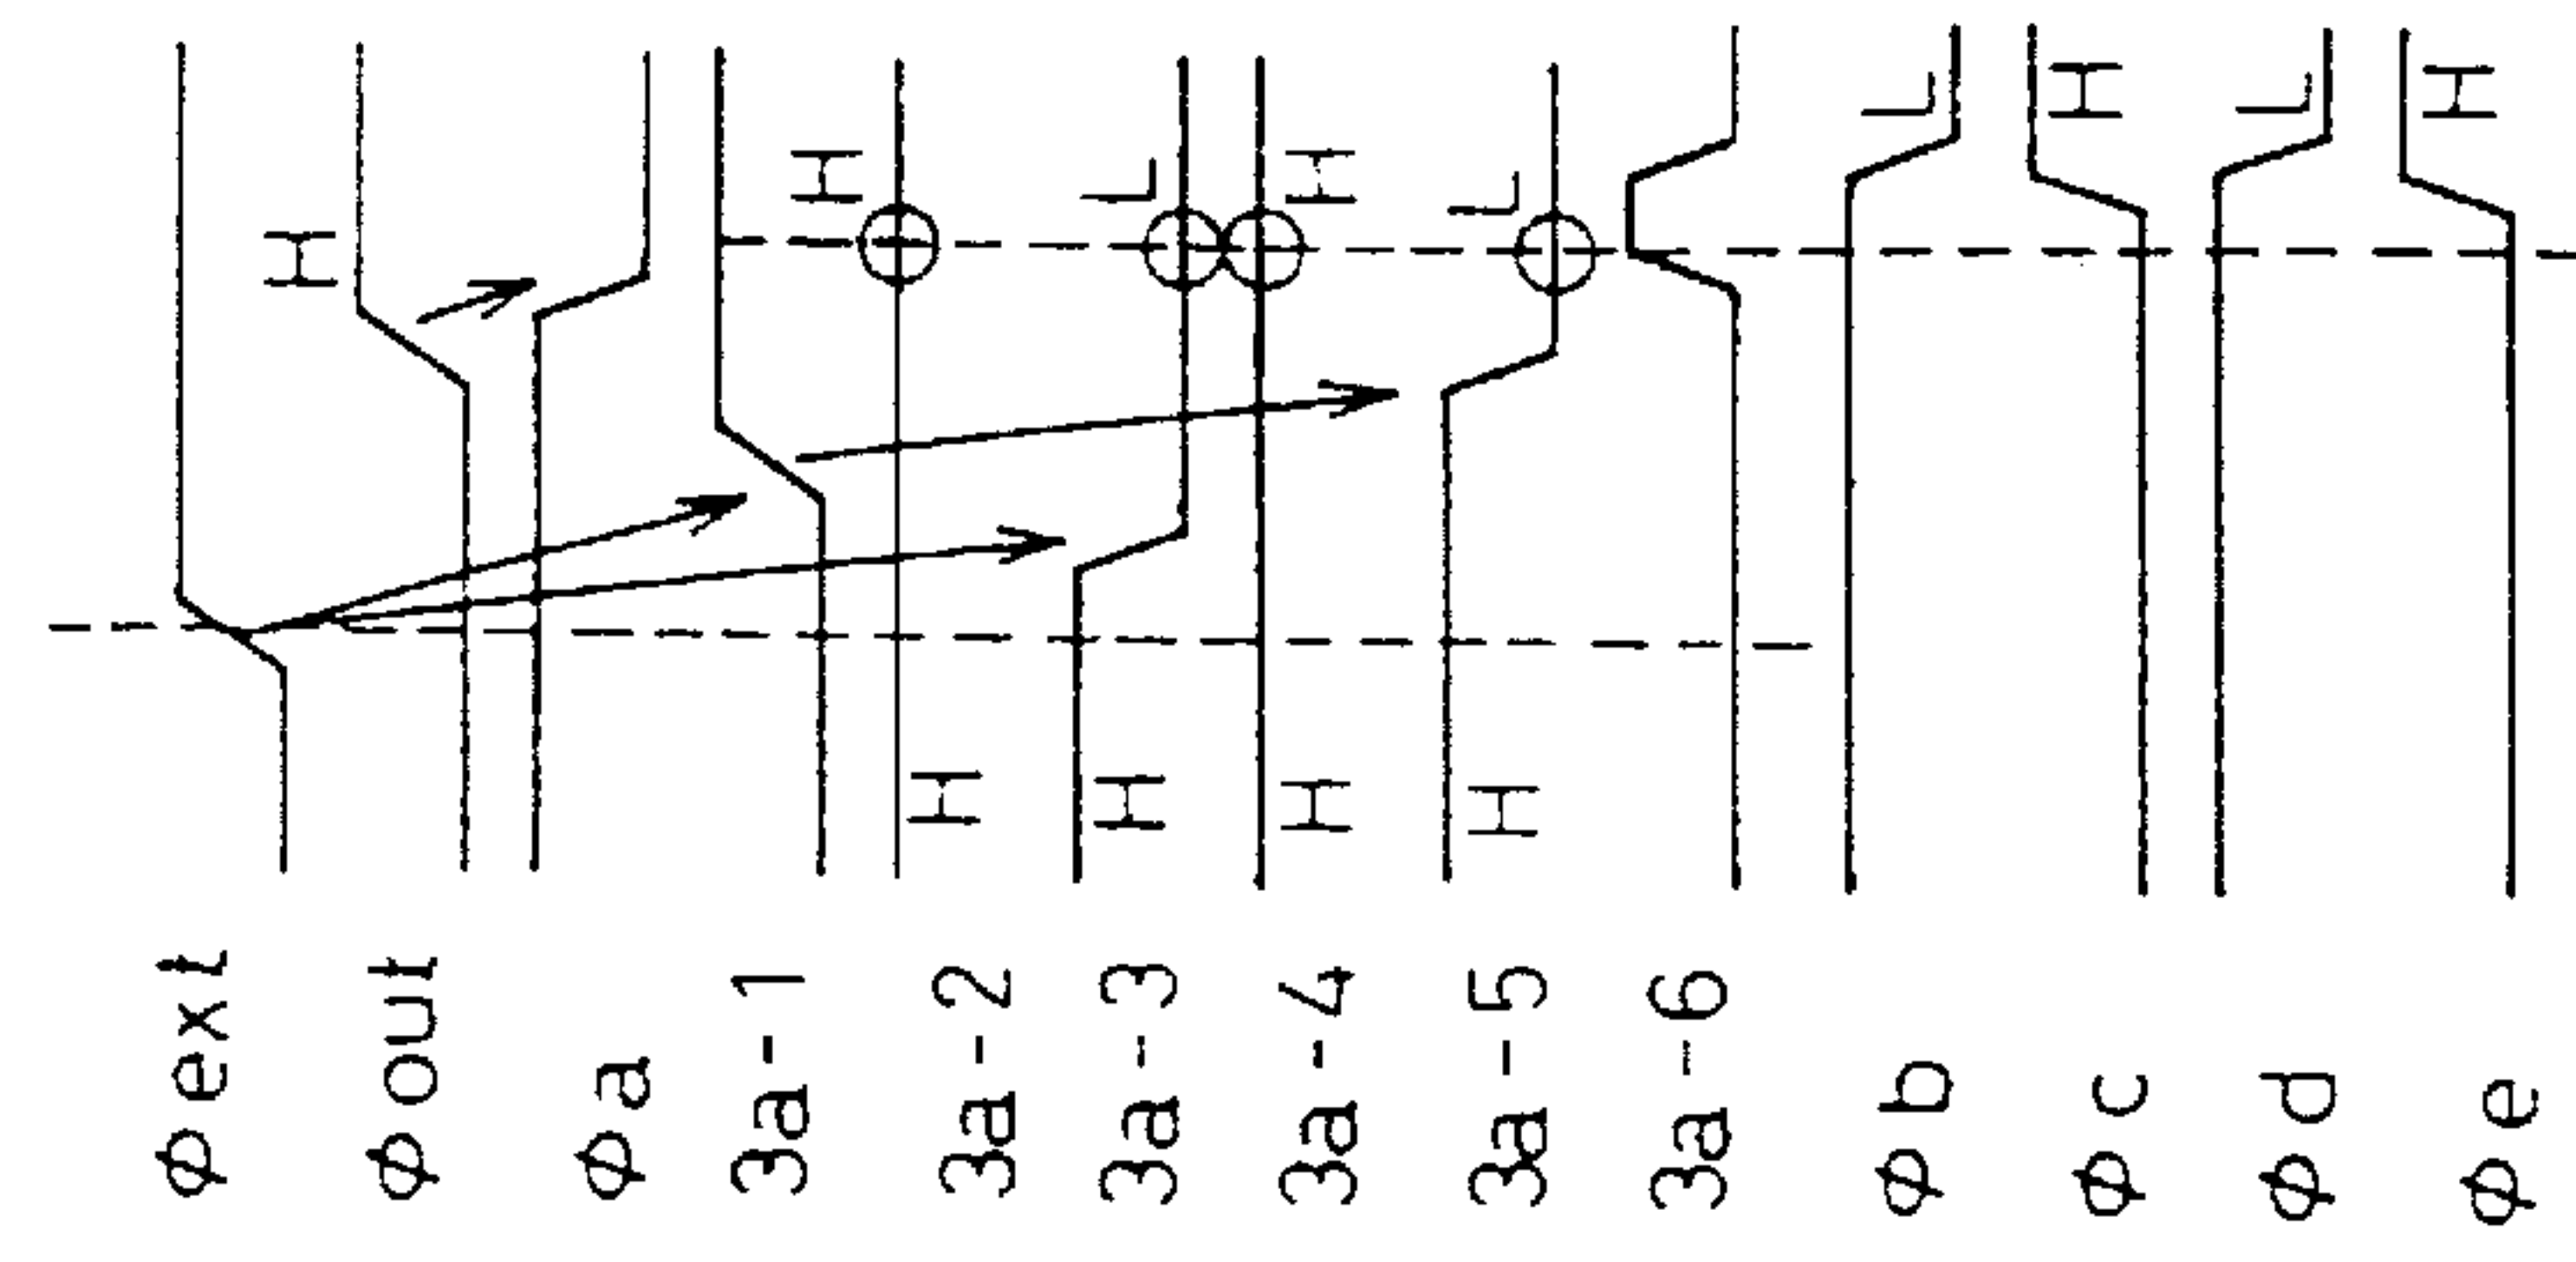 φext H
φout
φa
3a-1
3a-2 H H
3a-3 H L
3a-4 H H
3a-5 H L
3a-6
φb L
φc H
φd L
φe H